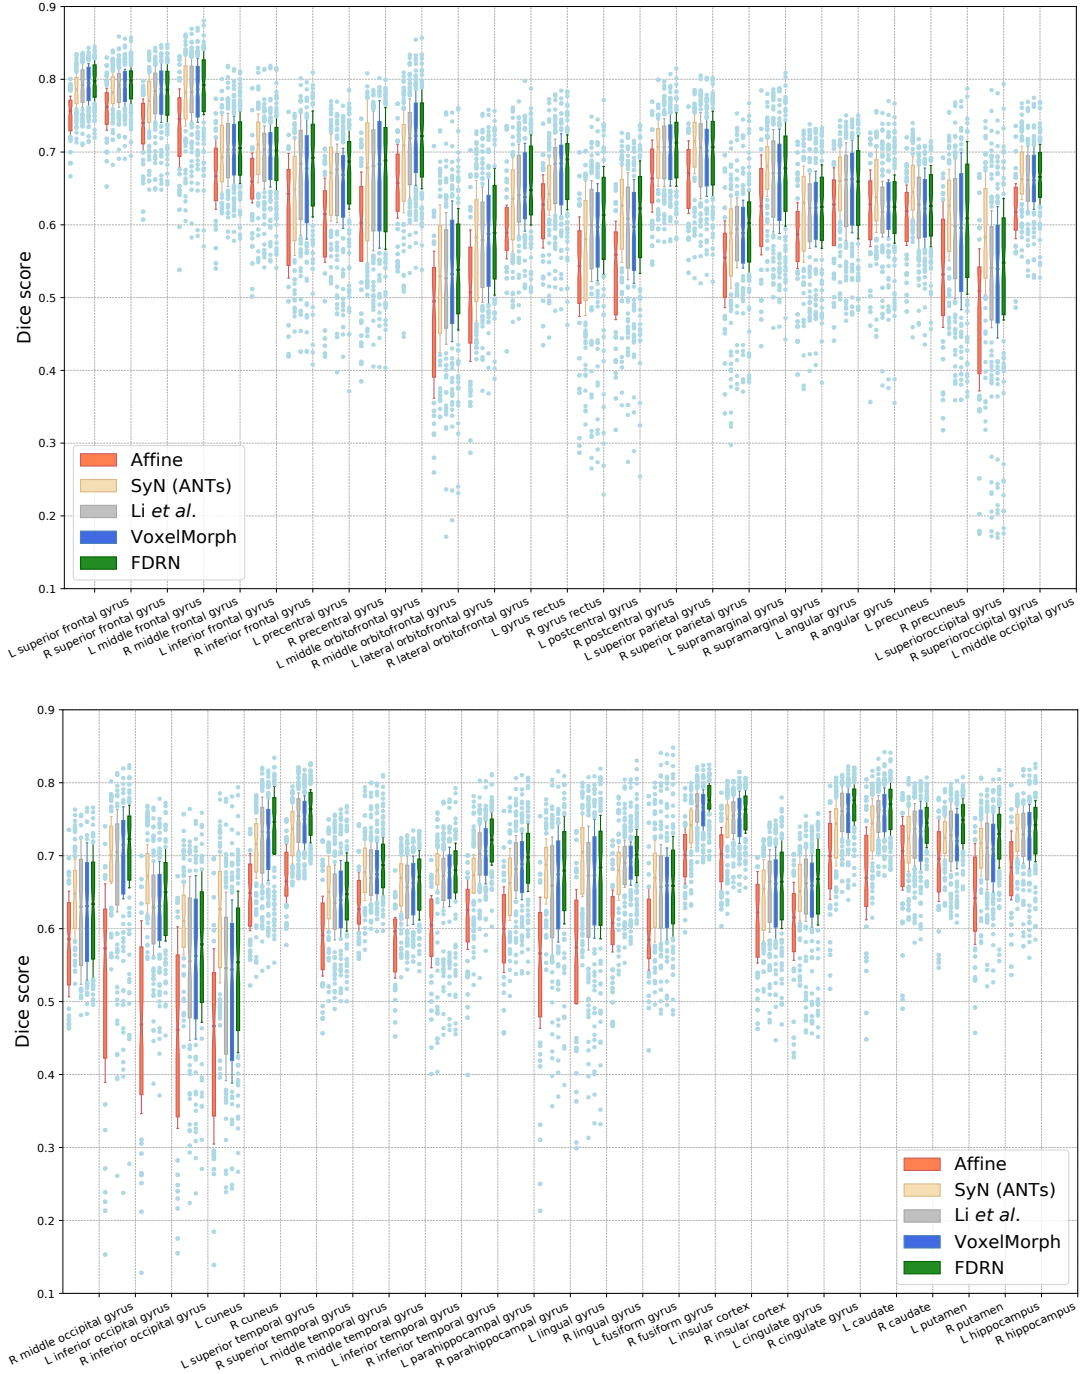 0.9
0.8
0.7
0.6
0.5
0.4
0.3
0.2
0.1
Dice score
Affine
SyN (ANTs)
Li et al.
VoxelMorph
FDRN
L superior frontal gyrus
R superior frontal gyrus
L middle frontal gyrus
R middle frontal gyrus
L inferior frontal gyrus
R inferior frontal gyrus
L precentral gyrus
R precentral gyrus
L middle orbitofrontal gyrus
R middle orbitofrontal gyrus
L lateral orbitofrontal gyrus
R lateral orbitofrontal gyrus
L gyrus rectus
R gyrus rectus
L postcentral gyrus
R postcentral gyrus
L superior parietal gyrus
R superior parietal gyrus
L supramarginal gyrus
R supramarginal gyrus
L angular gyrus
R angular gyrus
L precuneus
R precuneus
L superioroccipital gyrus
R superioroccipital gyrus
L middle occipital gyrus
0.9
0.8
0.7
0.6
0.5
0.4
0.3
0.2
0.1
Dice score
Affine
SyN (ANTs)
Li et al.
VoxelMorph
FDRN
R middle occipital gyrus
L inferior occipital gyrus
R inferior occipital gyrus
L cuneus
R cuneus
L superior temporal gyrus
R superior temporal gyrus
L middle temporal gyrus
R middle temporal gyrus
L inferior temporal gyrus
R inferior temporal gyrus
L parahippocampal gyrus
R parahippocampal gyrus
L lingual gyrus
R lingual gyrus
L fusiform gyrus
R fusiform gyrus
L insular cortex
R insular cortex
L cingulate gyrus
R cingulate gyrus
L caudate
R caudate
L putamen
R putamen
L hippocampus
R hippocampus